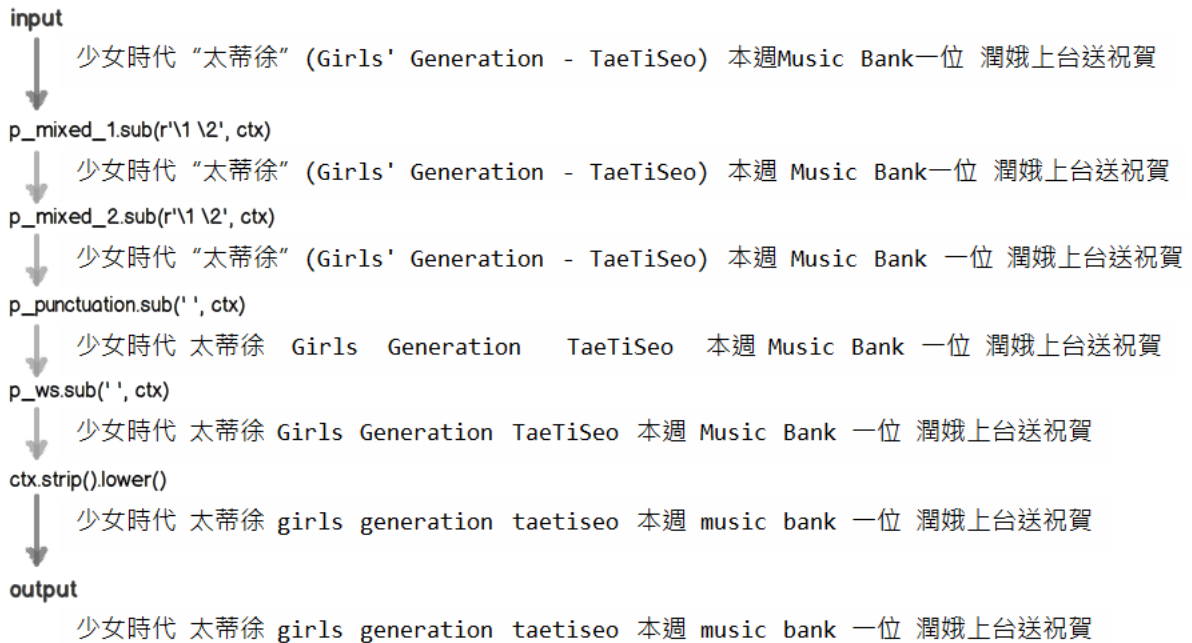 input
少女時代 “太蒂徐” (Girls' Generation - TaeTiSeo) 本週Music Bank一位 潤娥上台送祝賀
p_mixed_1.sub(r'\1 \2', ctx)
少女時代 “太蒂徐” (Girls' Generation - TaeTiSeo) 本週 Music Bank一位 潤娥上台送祝賀
p_mixed_2.sub(r'\1 \2', ctx)
少女時代 “太蒂徐” (Girls' Generation - TaeTiSeo) 本週 Music Bank 一位 潤娥上台送祝賀
p_punctuation.sub(' ', ctx)
少女時代 太蒂徐  Girls  Generation   TaeTiSeo  本週 Music Bank 一位 潤娥上台送祝賀
p_ws.sub(' ', ctx)
少女時代 太蒂徐 Girls Generation TaeTiSeo 本週 Music Bank 一位 潤娥上台送祝賀
ctx.strip().lower()
少女時代 太蒂徐 girls generation taetiseo 本週 music bank 一位 潤娥上台送祝賀
output
少女時代 太蒂徐 girls generation taetiseo 本週 music bank 一位 潤娥上台送祝賀